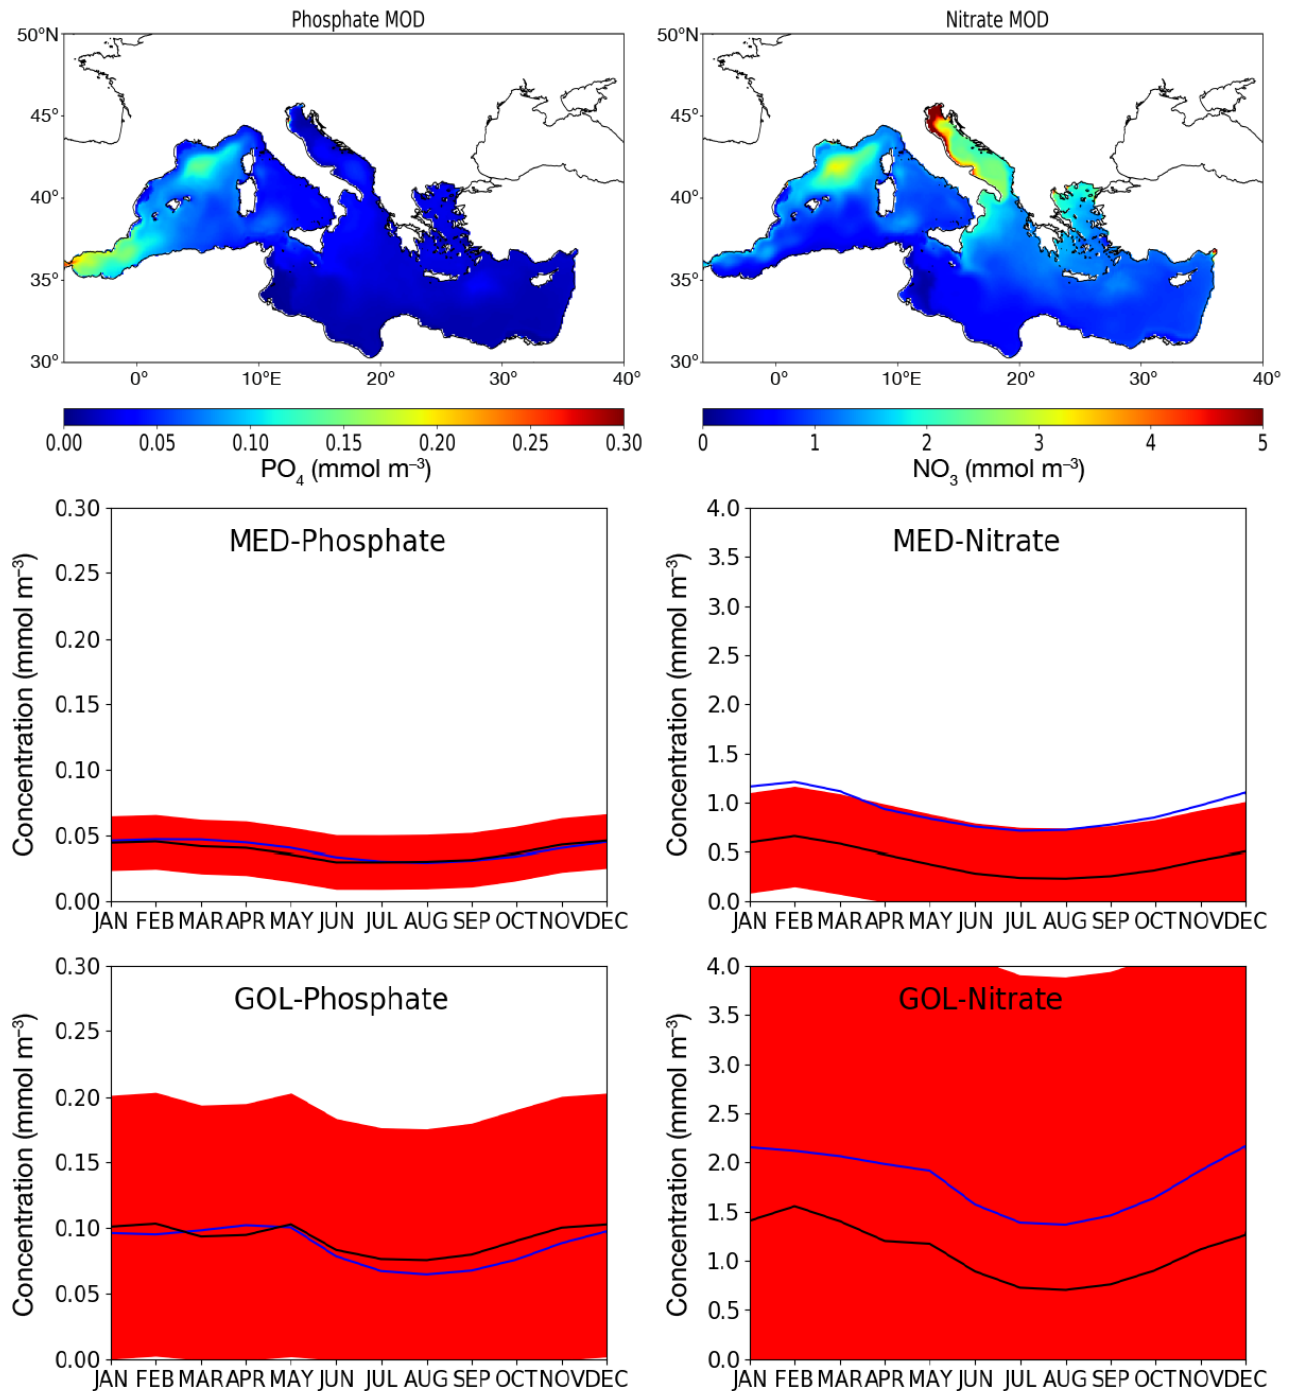 Phosphate MOD
Nitrate MOD
50°N
45°
40°
35°
30°
0° 10°E 20° 30° 40°
50°N
45°
40°
35°
30°
0° 10°E 20° 30° 40°
0.00 0.05 0.10 0.15 0.20 0.25 0.30
PO4 (mmol m−3)
0 1 2 3 4 5
NO3 (mmol m−3)
MED-Phosphate
Concentration (mmol m−3)
0.30
0.25
0.20
0.15
0.10
0.05
0.00
JAN FEB MAR APR MAY JUN JUL AUG SEP OCT NOV DEC
MED-Nitrate
Concentration (mmol m−3)
4.0
3.5
3.0
2.5
2.0
1.5
1.0
0.5
0.0
JAN FEB MAR APR MAY JUN JUL AUG SEP OCT NOV DEC
GOL-Phosphate
Concentration (mmol m−3)
0.30
0.25
0.20
0.15
0.10
0.05
0.00
JAN FEB MAR APR MAY JUN JUL AUG SEP OCT NOV DEC
GOL-Nitrate
Concentration (mmol m−3)
4.0
3.5
3.0
2.5
2.0
1.5
1.0
0.5
0.0
JAN FEB MAR APR MAY JUN JUL AUG SEP OCT NOV DEC